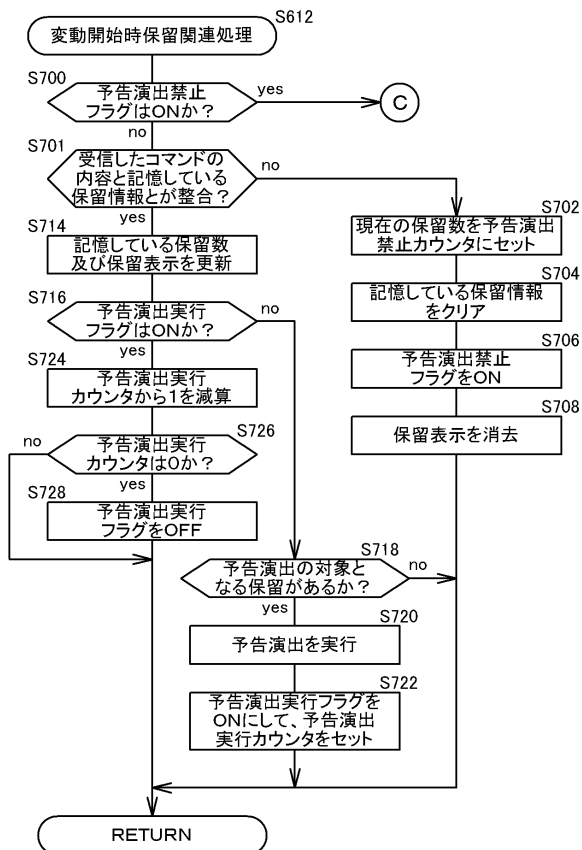 S612
変動開始時保留関連処理
S700
予告演出禁止
フラグはONか？
yes
C
no
S701
受信したコマンドの
内容と記憶している
保留情報とが整合？
no
yes
S702
現在の保留数を予告演出
禁止カウンタにセット
S714
記憶している保留数
及び保留表示を更新
S704
記憶している保留情報
をクリア
S716
予告演出実行
フラグはONか？
no
yes
S706
予告演出禁止
フラグをON
S724
予告演出実行
カウンタから1を減算
S708
保留表示を消去
S726
no
予告演出実行
カウンタは0か？
yes
S728
予告演出実行
フラグをOFF
S718
予告演出の対象と
なる保留があるか？
no
yes
S720
予告演出を実行
S722
予告演出実行フラグを
ONにして、予告演出
実行カウンタをセット
RETURN